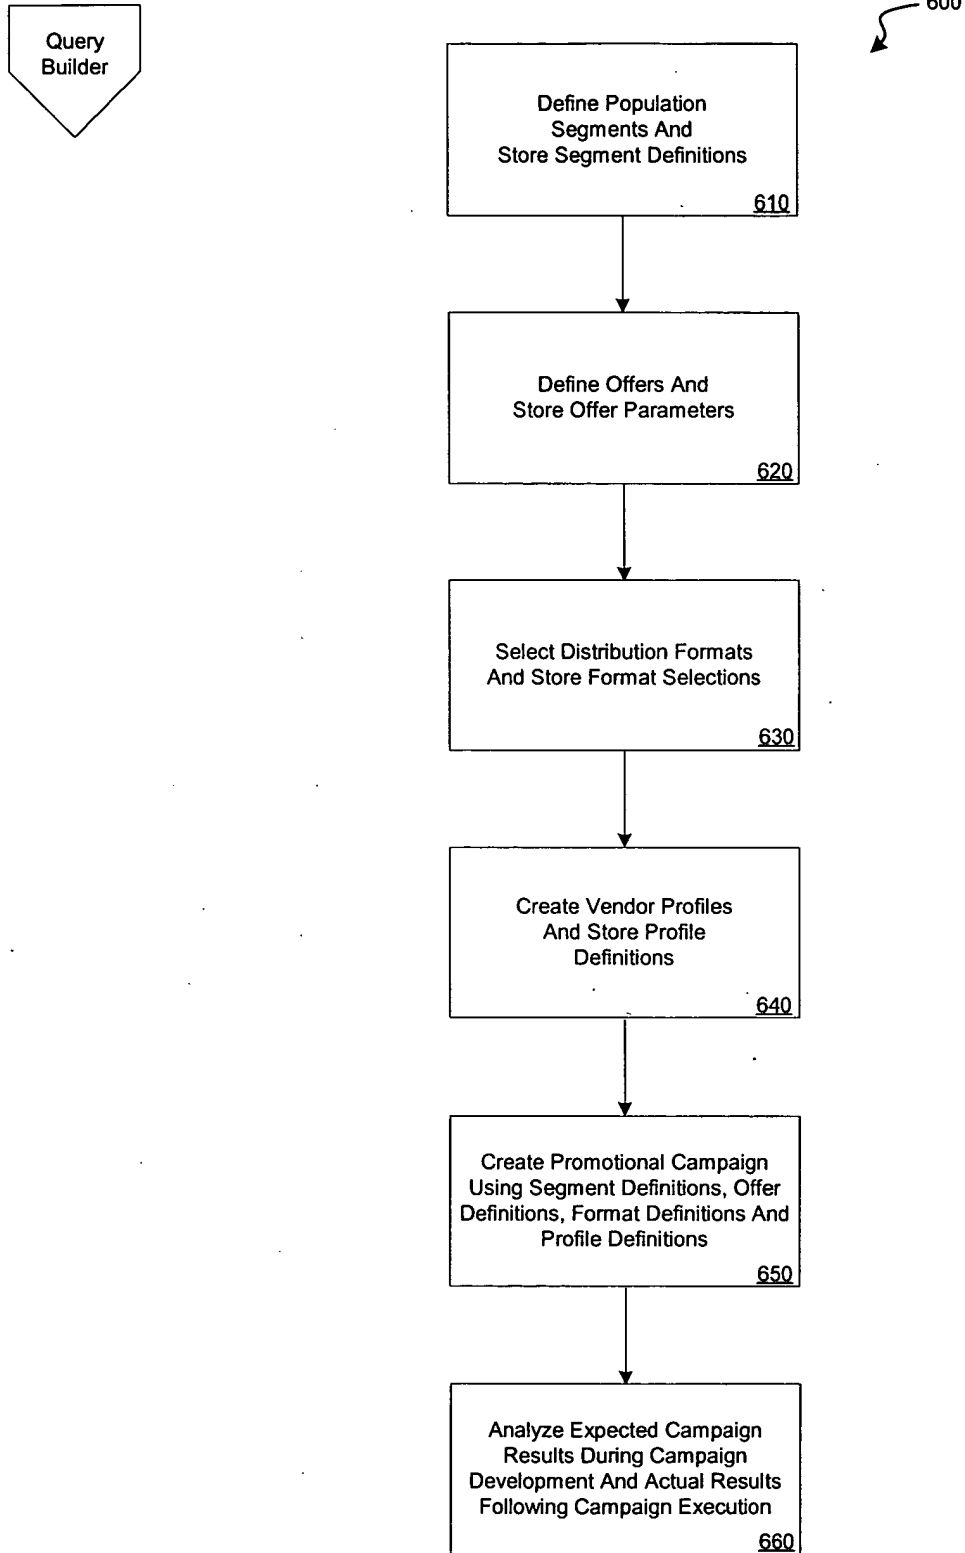 600
Query
Builder
Define Population
Segments And
Store Segment Definitions
610
Define Offers And
Store Offer Parameters
620
Select Distribution Formats
And Store Format Selections
630
Create Vendor Profiles
And Store Profile
Definitions
640
Create Promotional Campaign
Using Segment Definitions, Offer
Definitions, Format Definitions And
Profile Definitions
650
Analyze Expected Campaign
Results During Campaign
Development And Actual Results
Following Campaign Execution
660